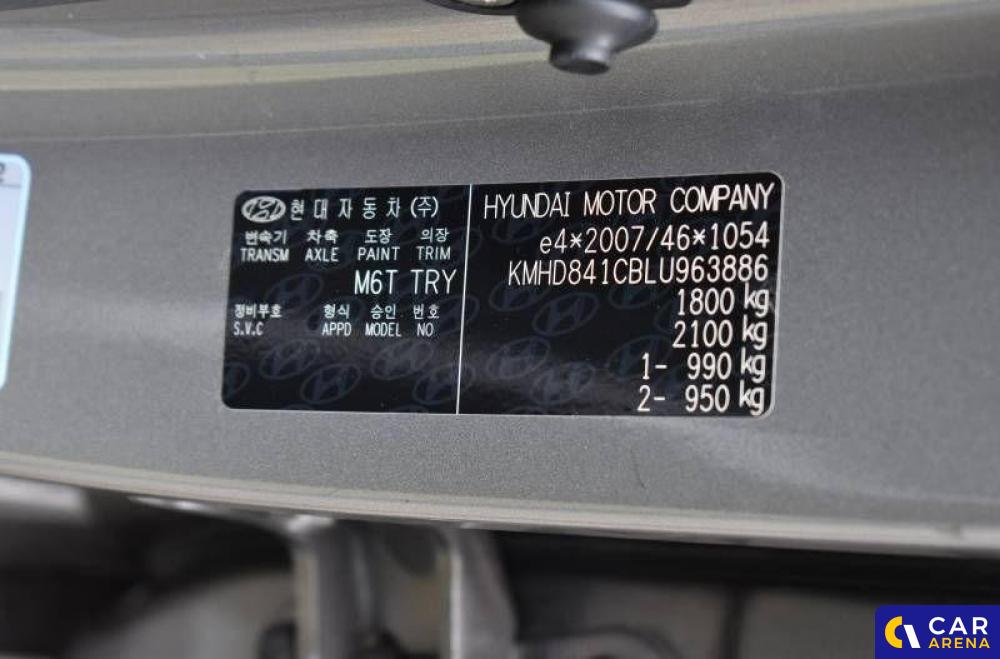 현대자동차(주)
변속기 차축 도장 의장
TRANSM AXLE PAINT TRIM
M6T TRY
정비부호 형식 승인 번호
S.V.C APPD MODEL NO
HYUNDAI MOTOR COMPANY
e4*2007/46*1054
KMHD841CBLU963886
1800 kg
2100 kg
1- 990 kg
2- 950 kg
CAR
ARENA